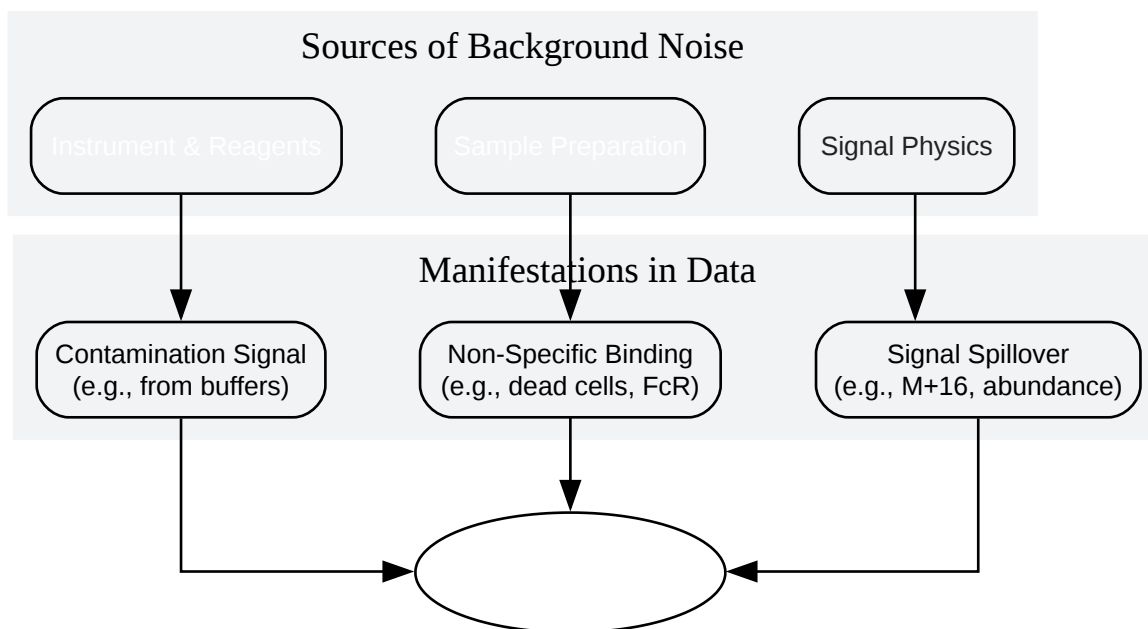 Sources of Background Noise
Instrument & Reagents
Sample Preparation
Signal Physics
Manifestations in Data
Contamination Signal
(e.g., from buffers)
Non-Specific Binding
(e.g., dead cells, FcR)
Signal Spillover
(e.g., M+16, abundance)